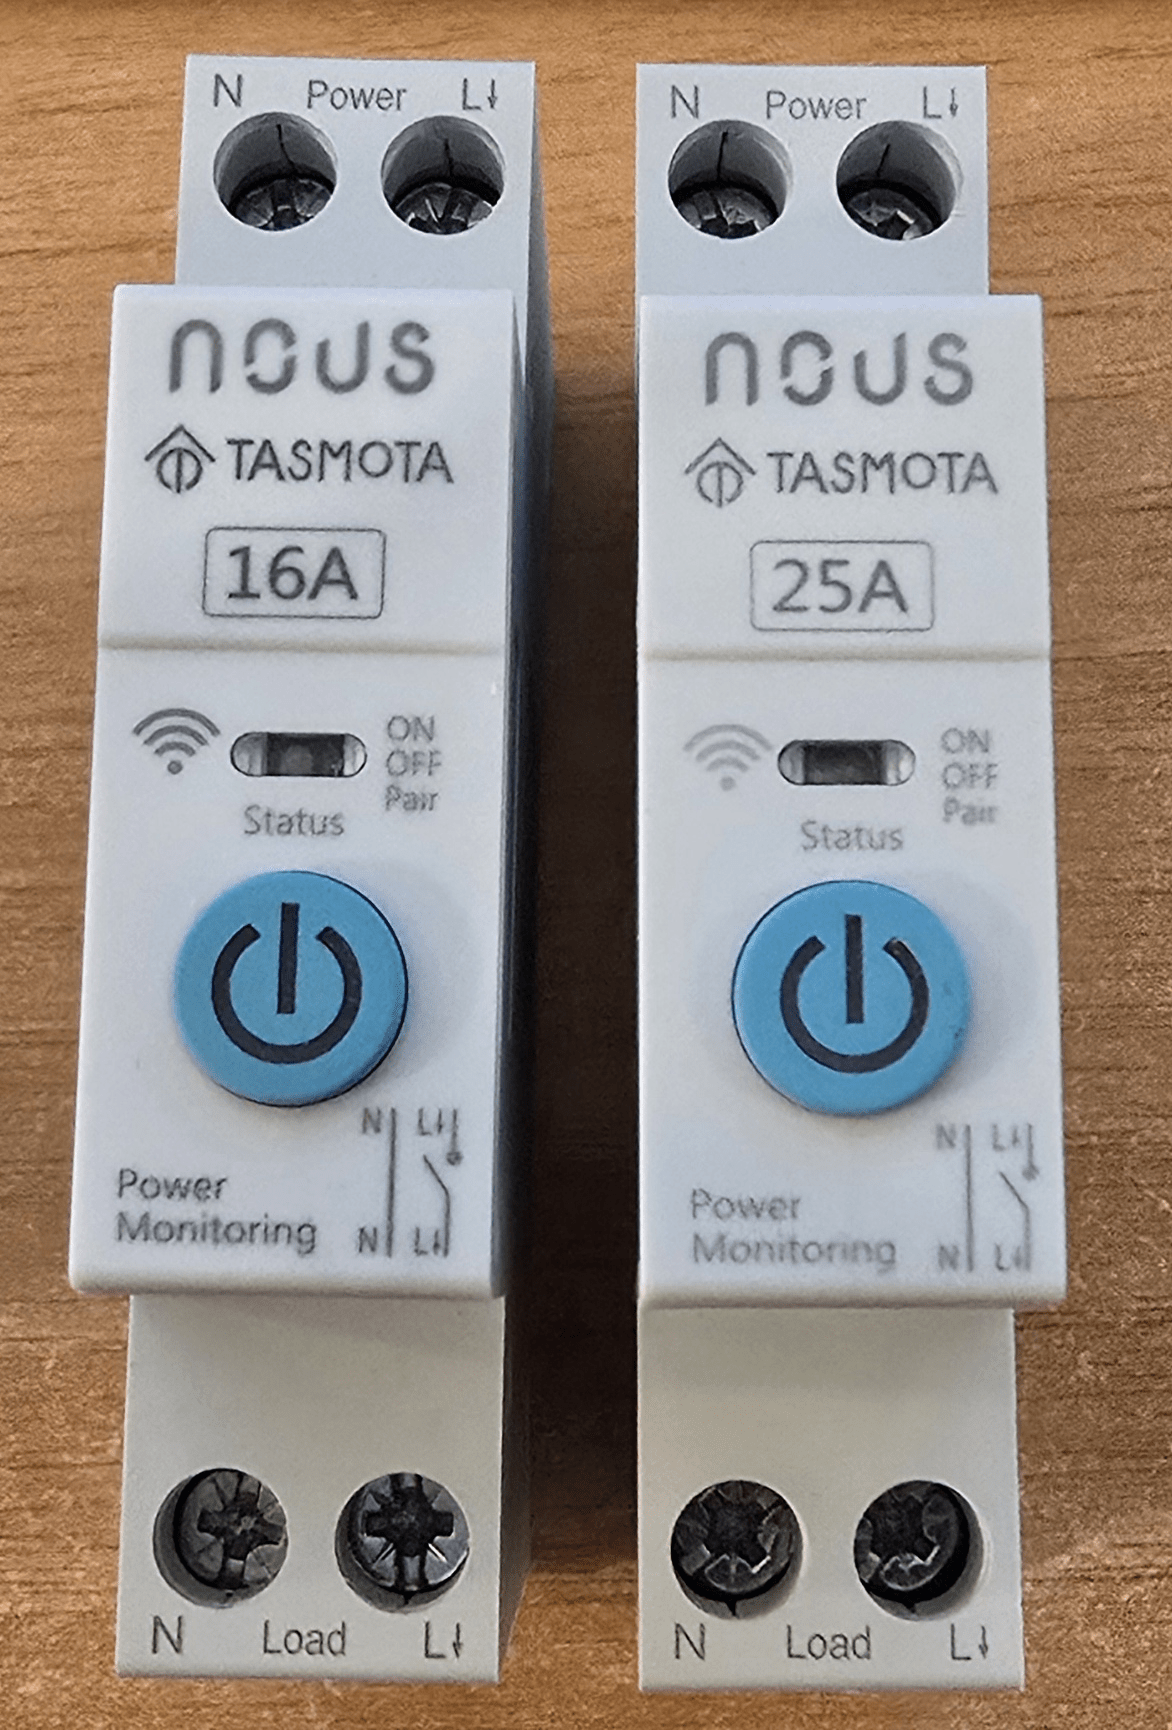 N Power L↓
nous
TASMOTA
16A
ON
OFF
Pair
Status
N L↓
Power
Monitoring
N L↓
N Load L↓
N Power L↓
nous
TASMOTA
25A
ON
OFF
Pair
Status
N L↓
Power
Monitoring
N L↓
N Load L↓